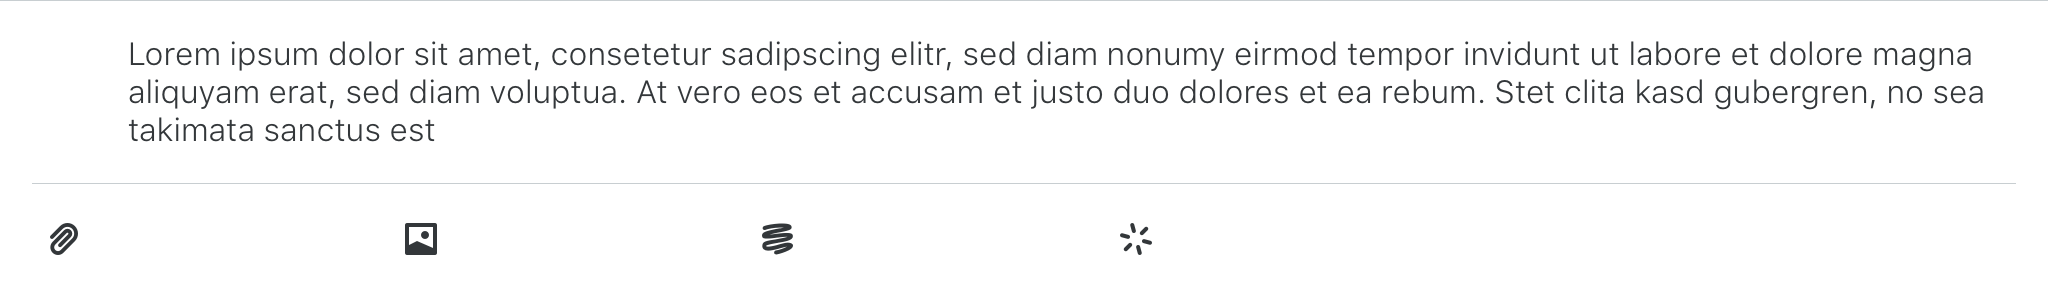 Lorem ipsum dolor sit amet, consetetur sadipscing elitr, sed diam nonumy eirmod tempor invidunt ut labore et dolore magna
aliquyam erat, sed diam voluptua. At vero eos et accusam et justo duo dolores et ea rebum. Stet clita kasd gubergren, no sea
takimata sanctus est